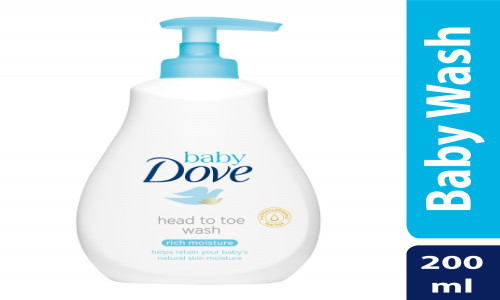 baby
Dove
head to toe
wash
rich moisture
helps retain your baby's
natural skin moisture
Baby Wash
200
ml